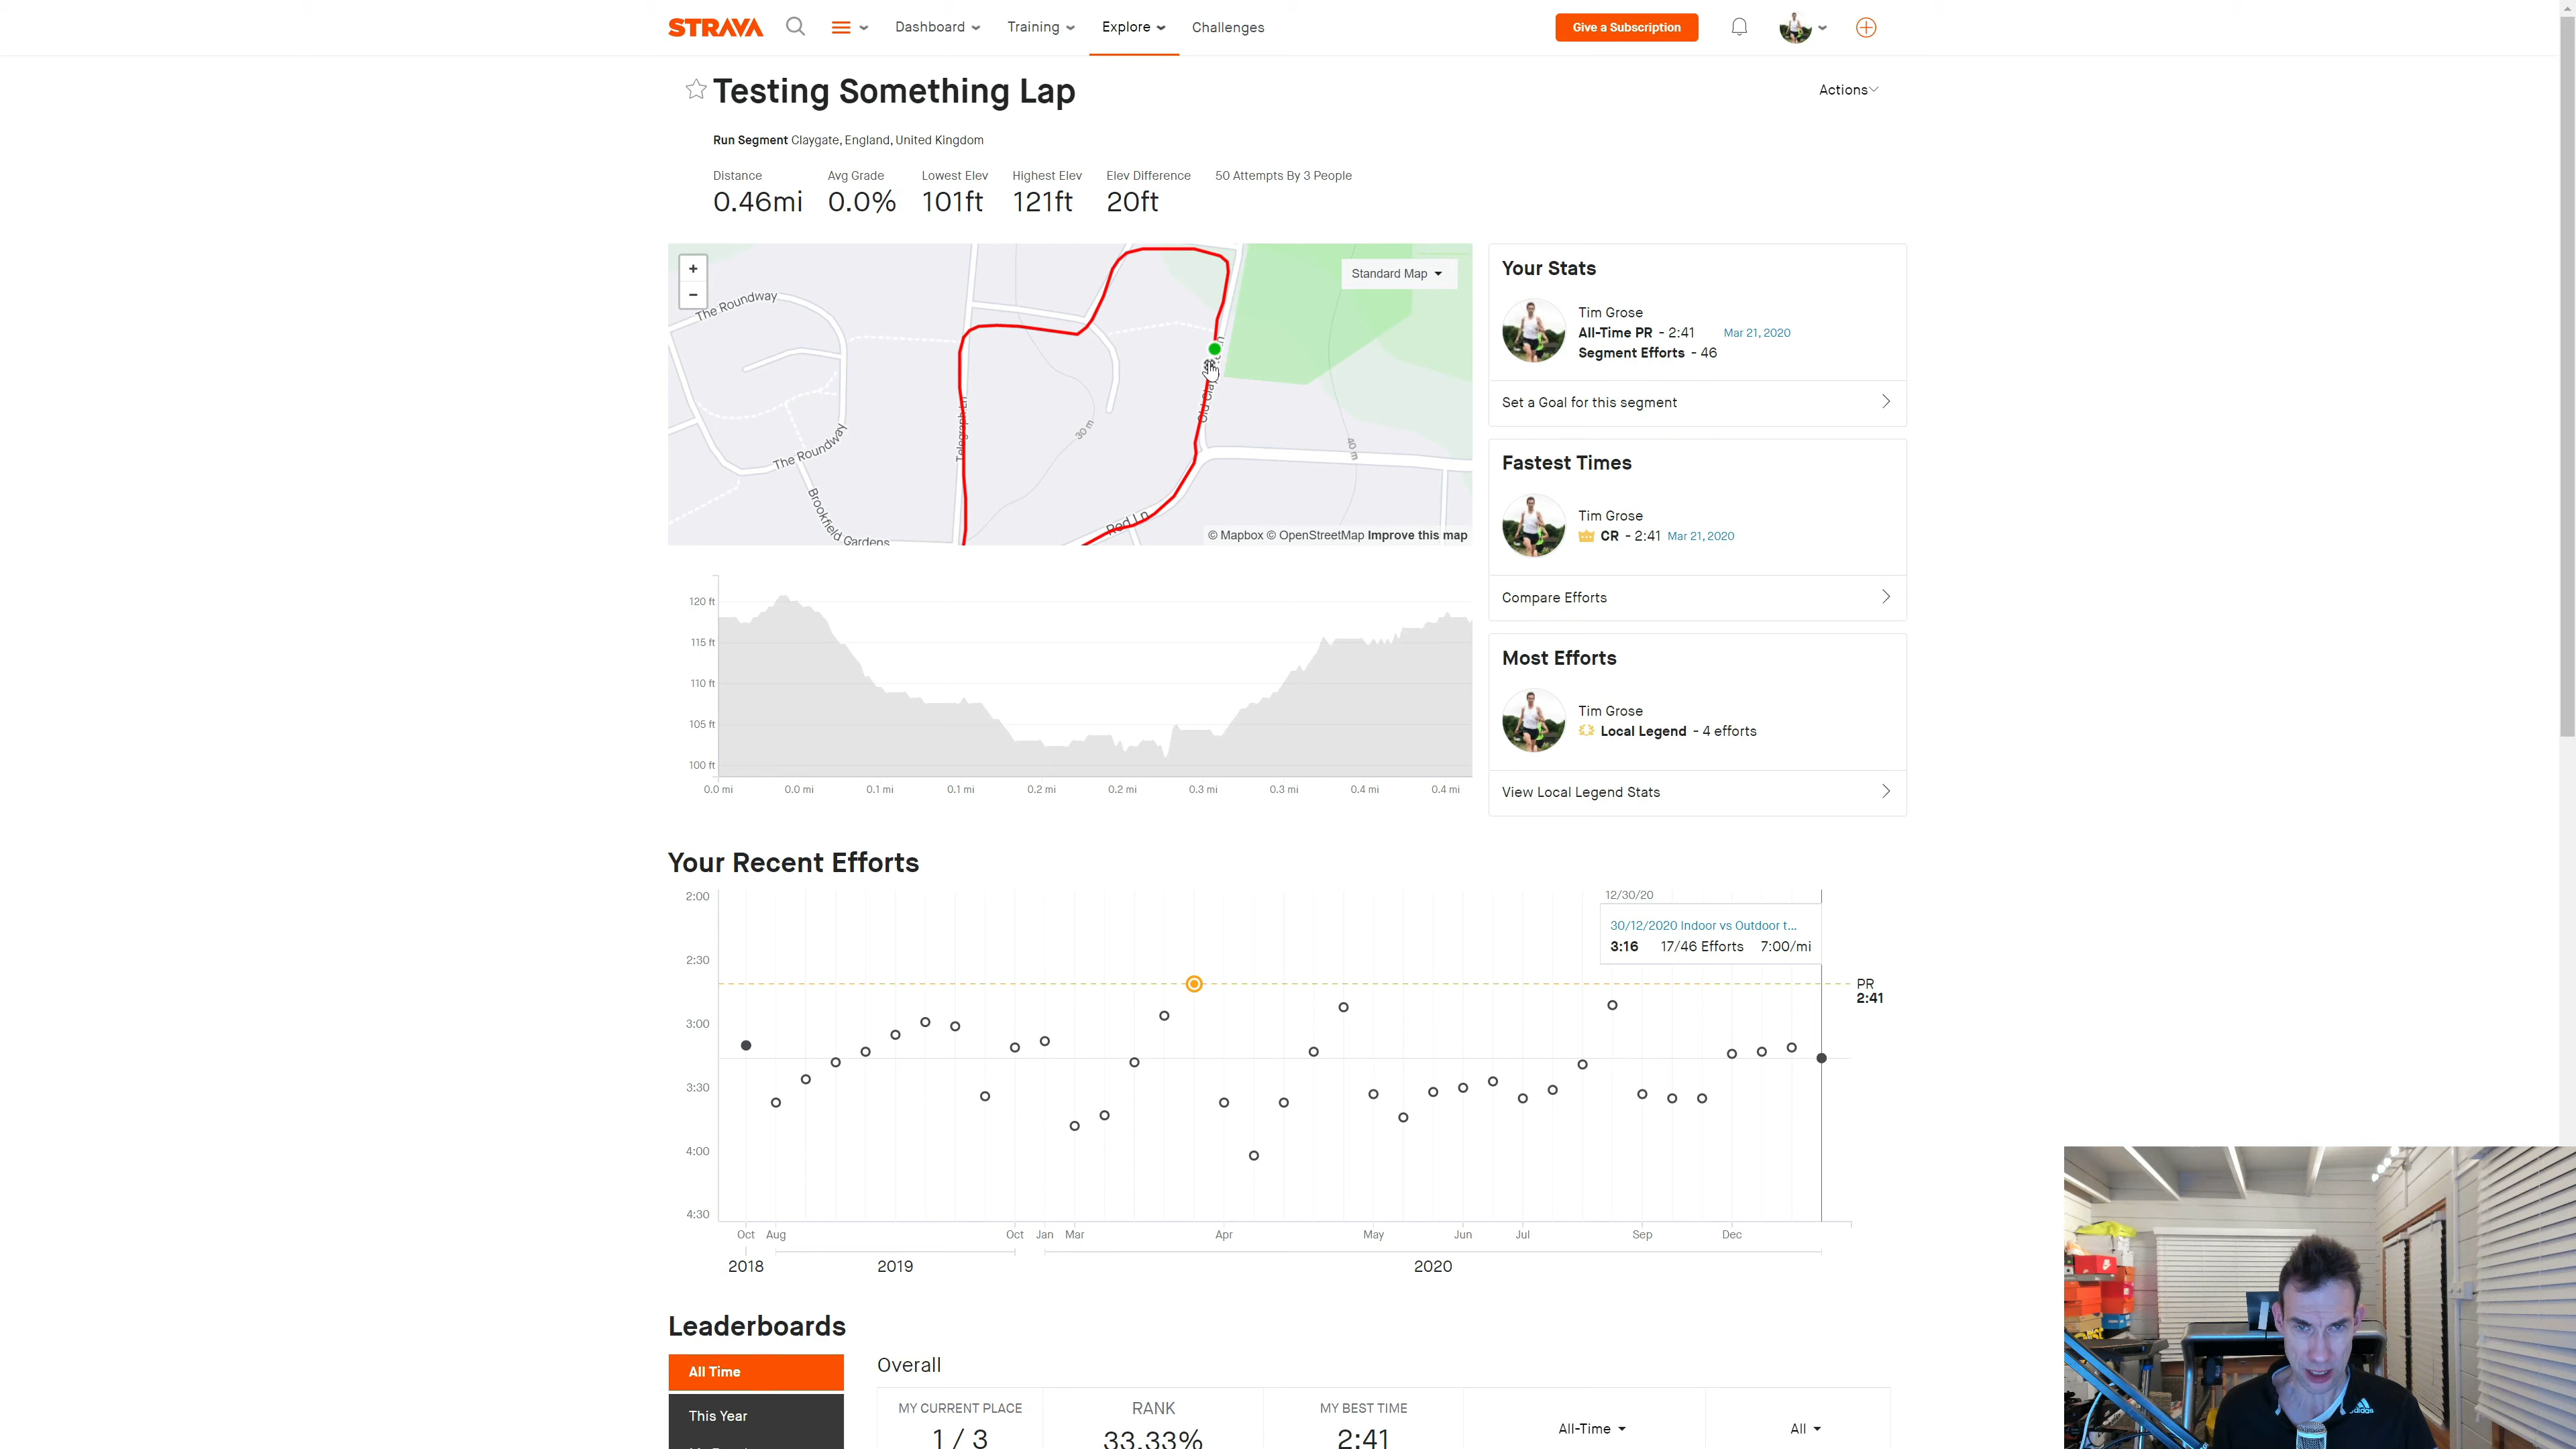 STRAVA
Dashboard
Training
Explore
Challenges
Give a Subscription
Testing Something Lap
Actions
Run Segment Claygate, England, United Kingdom
Distance
0.46mi
Avg Grade
0.0%
Lowest Elev
101ft
Highest Elev
121ft
Elev Difference
20ft
50 Attempts By 3 People
+
−
Standard Map
The Roundway
The Roundway
Brookfield Gardens
Telegraph Ln
30 m
40 m
Red Ln
© Mapbox © OpenStreetMap Improve this map
120 ft
115 ft
110 ft
105 ft
100 ft
0.0 mi
0.0 mi
0.1 mi
0.1 mi
0.2 mi
0.2 mi
0.3 mi
0.3 mi
0.4 mi
0.4 mi
Your Stats
Tim Grose
All-Time PR - 2:41 Mar 21, 2020
Segment Efforts - 46
Set a Goal for this segment
Fastest Times
Tim Grose
CR - 2:41 Mar 21, 2020
Compare Efforts
Most Efforts
Tim Grose
Local Legend - 4 efforts
View Local Legend Stats
Your Recent Efforts
2:00
2:30
3:00
3:30
4:00
4:30
12/30/20
30/12/2020 Indoor vs Outdoor t...
3:16 17/46 Efforts 7:00/mi
PR
2:41
Oct Aug Oct Jan Mar Apr May Jun Jul Sep Dec
2018 2019 2020
Leaderboards
All Time
This Year
Overall
MY CURRENT PLACE
1 / 3
RANK
33.33%
MY BEST TIME
2:41
All-Time
All
adidas